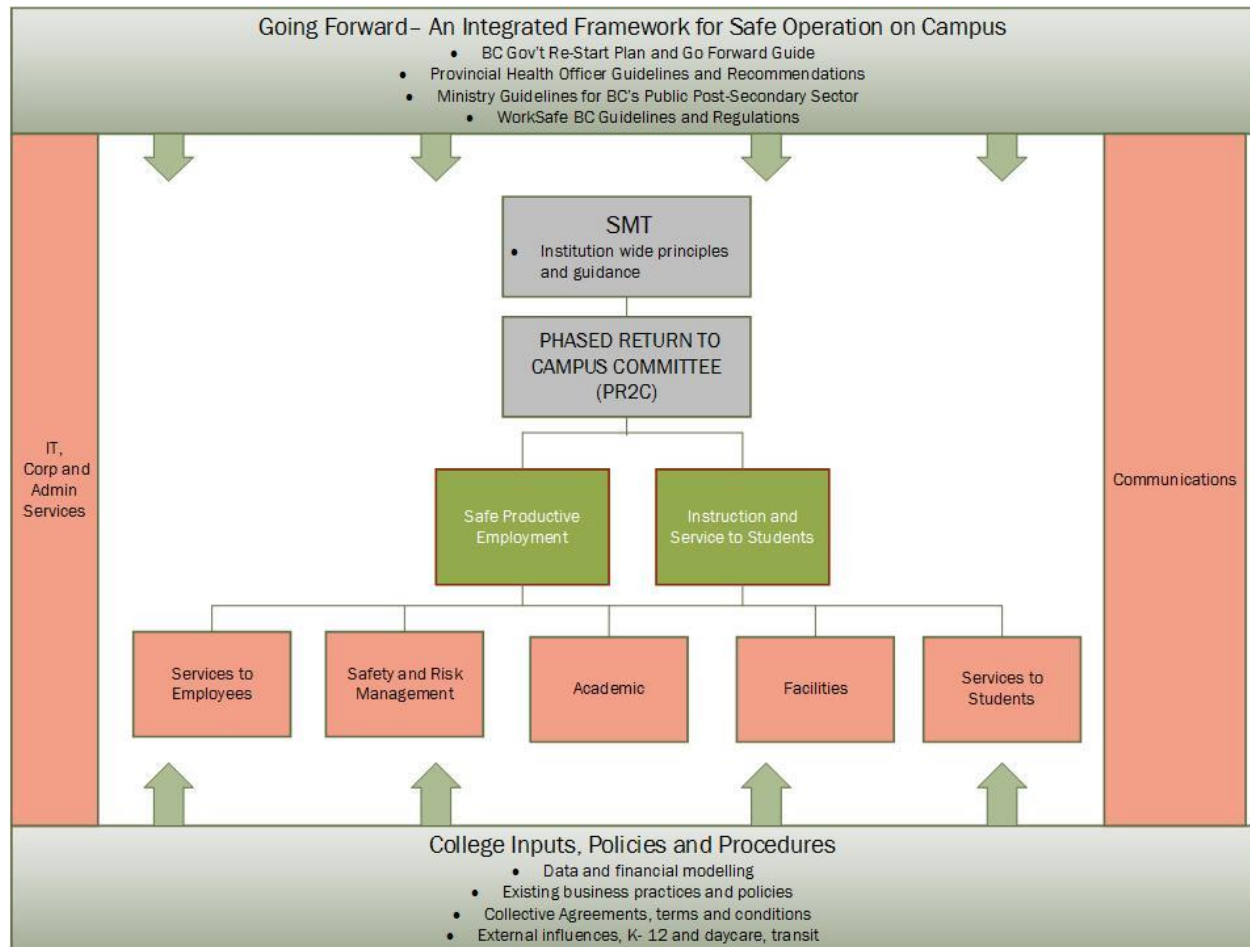 Going Forward– An Integrated Framework for Safe Operation on Campus
• BC Gov't Re-Start Plan and Go Forward Guide
• Provincial Health Officer Guidelines and Recommendations
• Ministry Guidelines for BC's Public Post-Secondary Sector
• WorkSafe BC Guidelines and Regulations
SMT
• Institution wide principles
and guidance
PHASED RETURN TO
CAMPUS COMMITTEE
(PR2C)
IT,
Corp and
Admin
Services
Communications
Safe Productive
Employment
Instruction and
Service to Students
Services to
Employees
Safety and Risk
Management
Academic
Facilities
Services to
Students
College Inputs, Policies and Procedures
• Data and financial modelling
• Existing business practices and policies
• Collective Agreements, terms and conditions
• External influences, K- 12 and daycare, transit